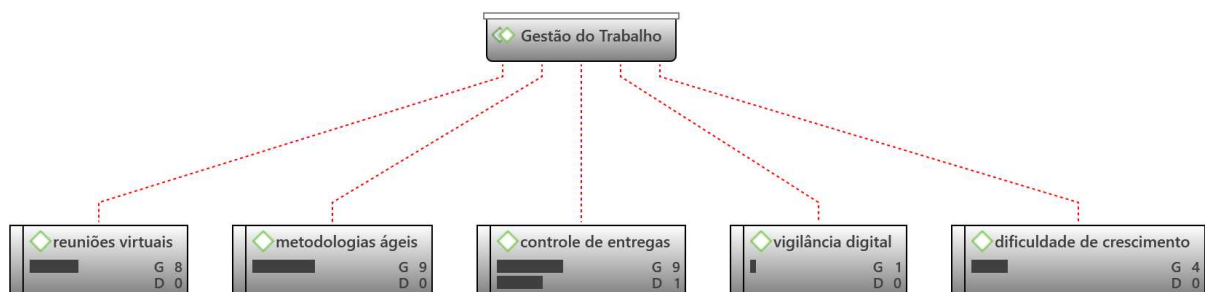 Gestão do Trabalho
reuniões virtuais
G 8
D 0
metodologias ágeis
G 9
D 0
controle de entregas
G 9
D 1
vigilância digital
G 1
D 0
dificuldade de crescimento
G 4
D 0